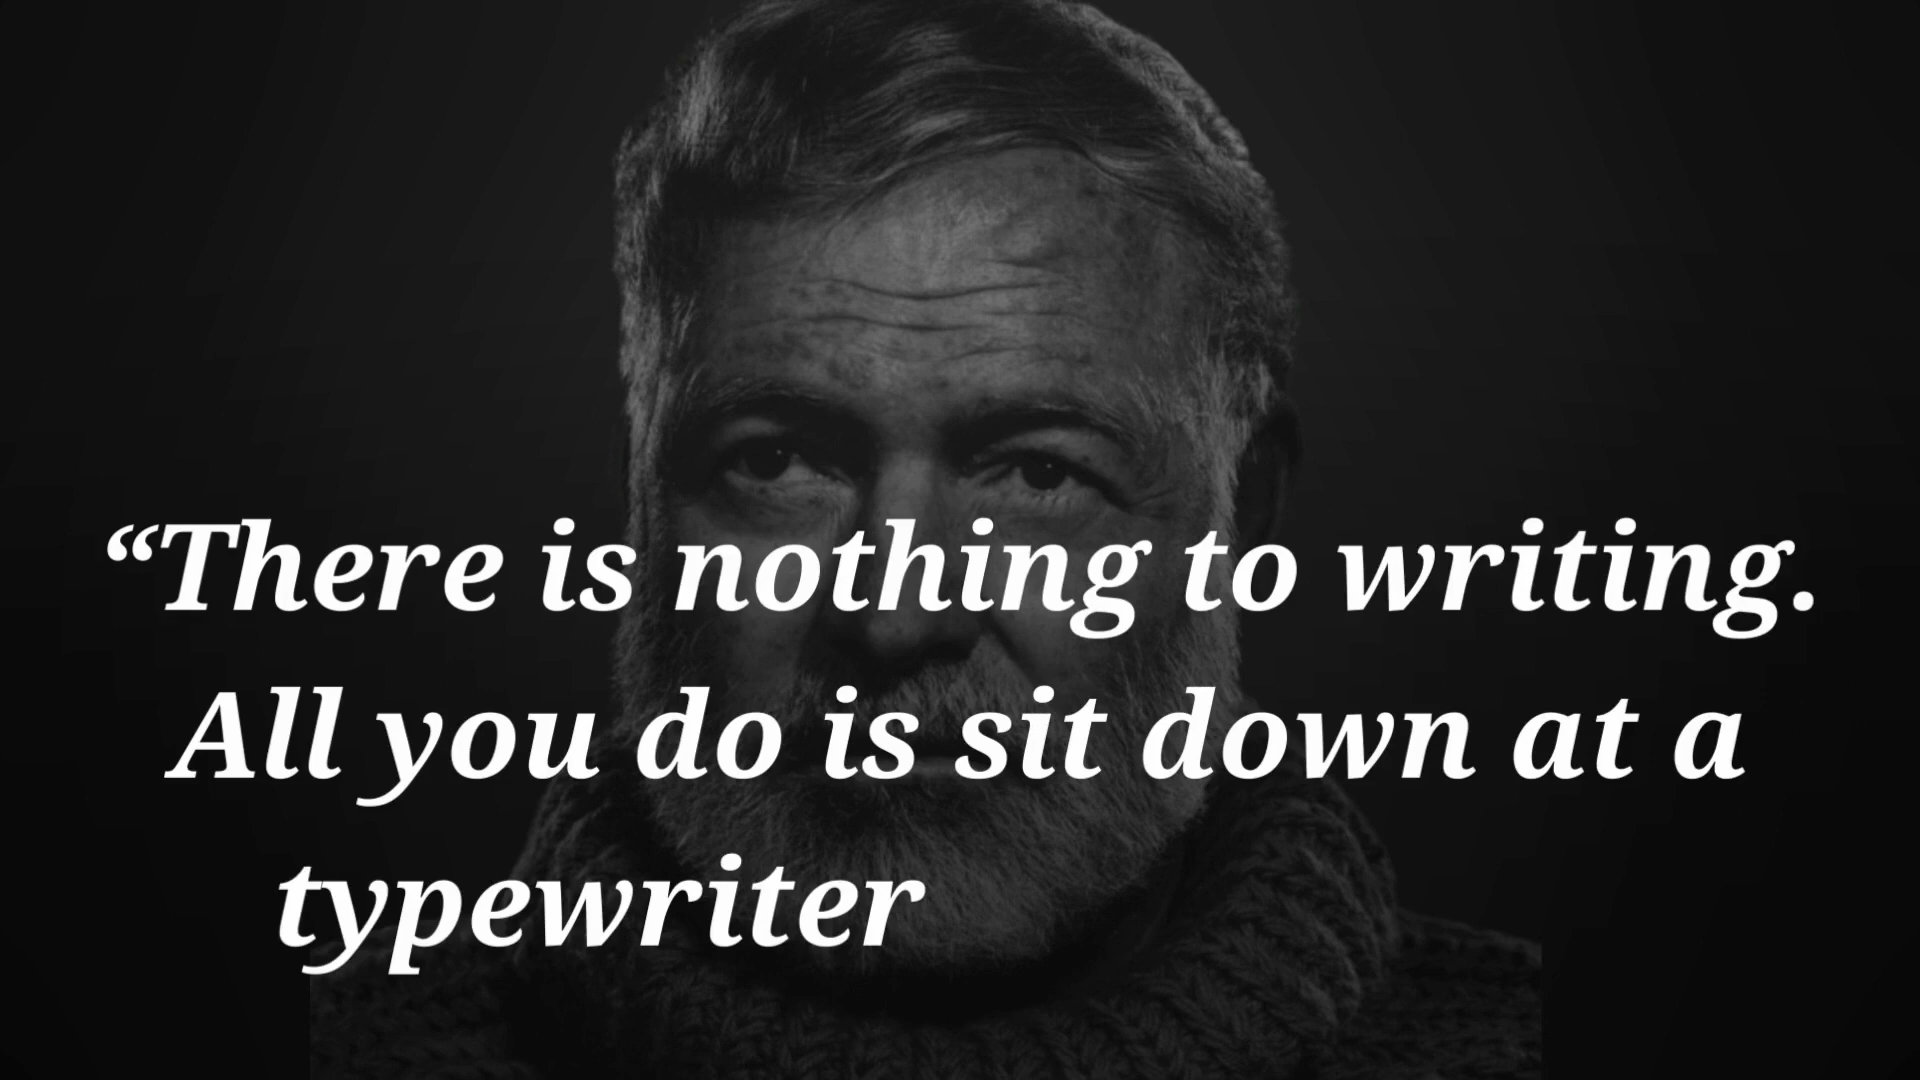 “There is nothing to writing.
All you do is sit down at a
typewriter